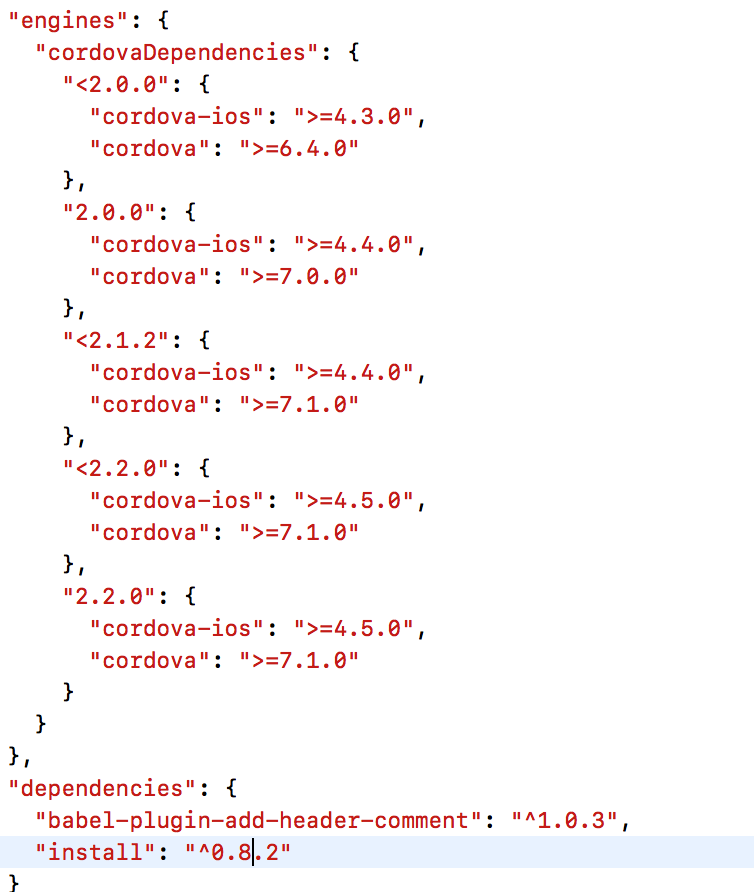 "engines": {
"cordovaDependencies": {
"<2.0.0": {
"cordova-ios": ">=4.3.0",
"cordova": ">=6.4.0"
},
"2.0.0": {
"cordova-ios": ">=4.4.0",
"cordova": ">=7.0.0"
},
"<2.1.2": {
"cordova-ios": ">=4.4.0",
"cordova": ">=7.1.0"
},
"<2.2.0": {
"cordova-ios": ">=4.5.0",
"cordova": ">=7.1.0"
},
"2.2.0": {
"cordova-ios": ">=4.5.0",
"cordova": ">=7.1.0"
}
}
},
"dependencies": {
"babel-plugin-add-header-comment": "^1.0.3",
"install": "^0.8.2"
}